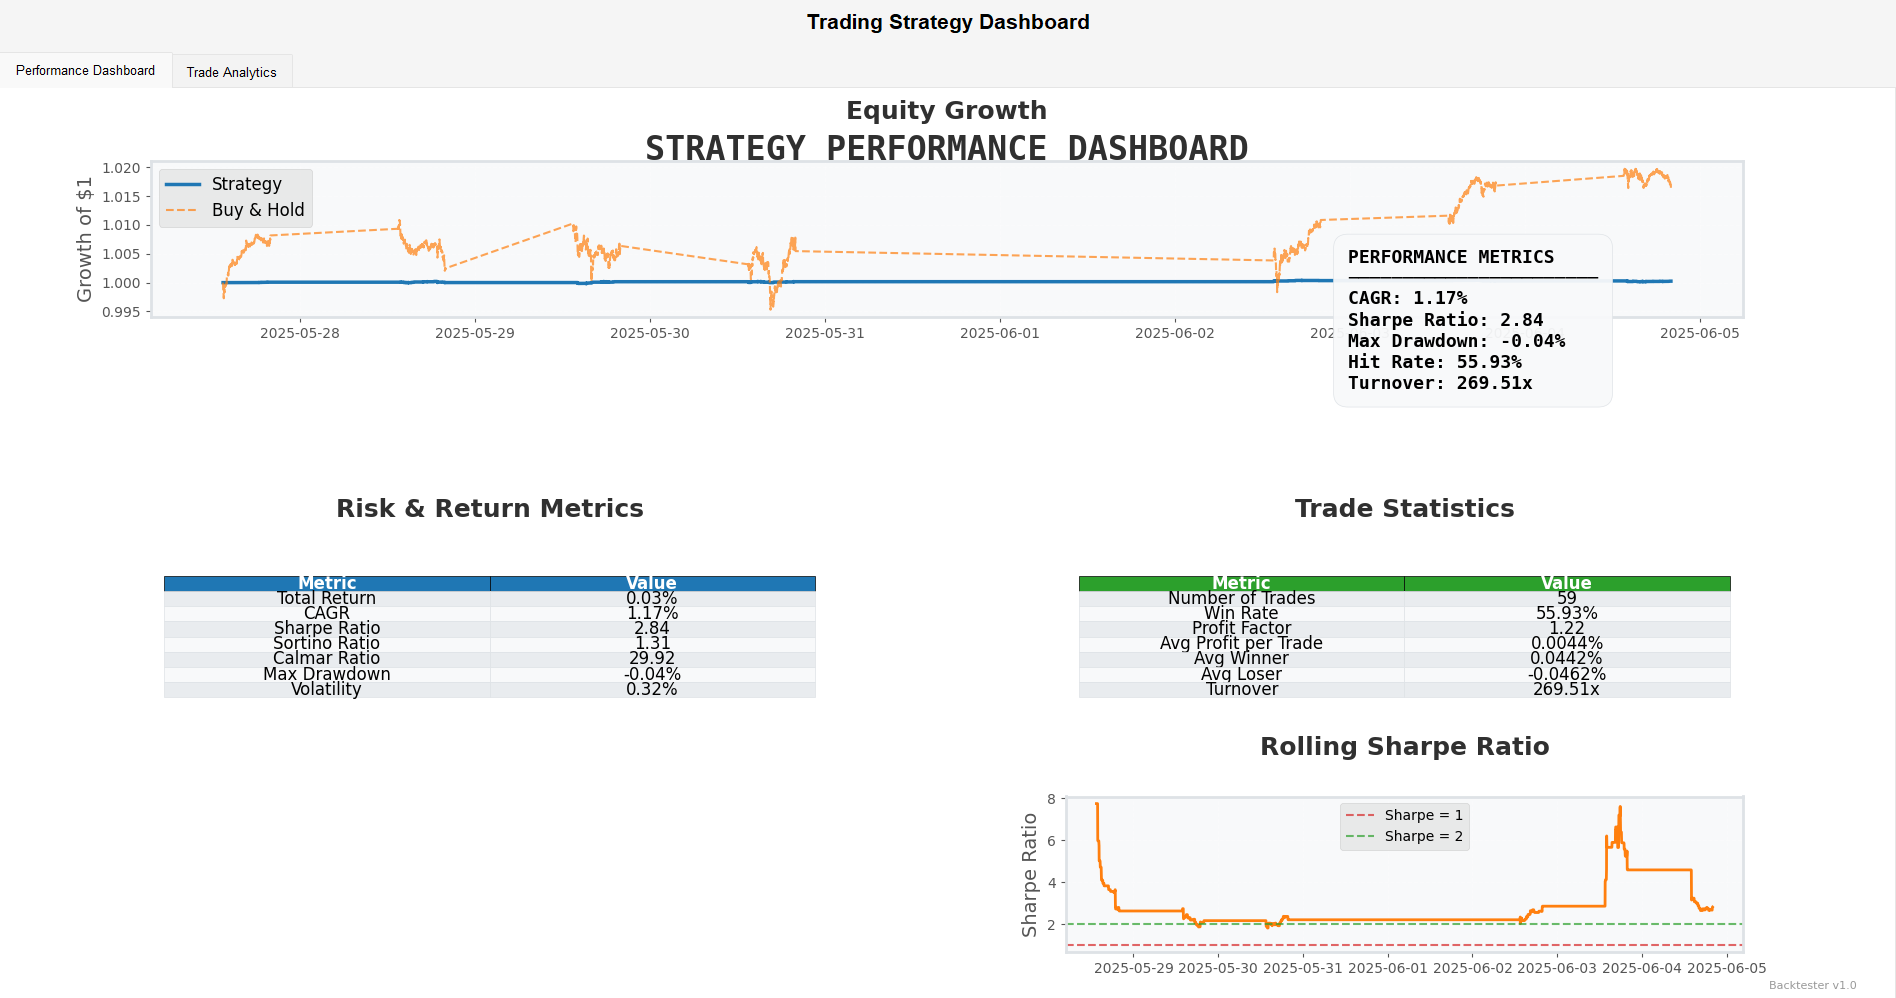 Trading Strategy Dashboard
Performance Dashboard
Trade Analytics
Equity Growth
STRATEGY PERFORMANCE DASHBOARD
Growth of $1
1.020
1.015
1.010
1.005
1.000
0.995
Strategy
Buy & Hold
2025-05-28
2025-05-29
2025-05-30
2025-05-31
2025-06-01
2025-06-02
2025-06-05
PERFORMANCE METRICS
CAGR: 1.17%
Sharpe Ratio: 2.84
Max Drawdown: -0.04%
Hit Rate: 55.93%
Turnover: 269.51x
Risk & Return Metrics
Metric Value
Total Return 0.03%
CAGR 1.17%
Sharpe Ratio 2.84
Sortino Ratio 1.31
Calmar Ratio 29.92
Max Drawdown -0.04%
Volatility 0.32%
Trade Statistics
Metric Value
Number of Trades 59
Win Rate 55.93%
Profit Factor 1.22
Avg Profit per Trade 0.0044%
Avg Winner 0.0442%
Avg Loser -0.0462%
Turnover 269.51x
Rolling Sharpe Ratio
Sharpe Ratio
8
6
4
2
Sharpe = 1
Sharpe = 2
2025-05-29
2025-05-30
2025-05-31
2025-06-01
2025-06-02
2025-06-03
2025-06-04
2025-06-05
Backtester v1.0